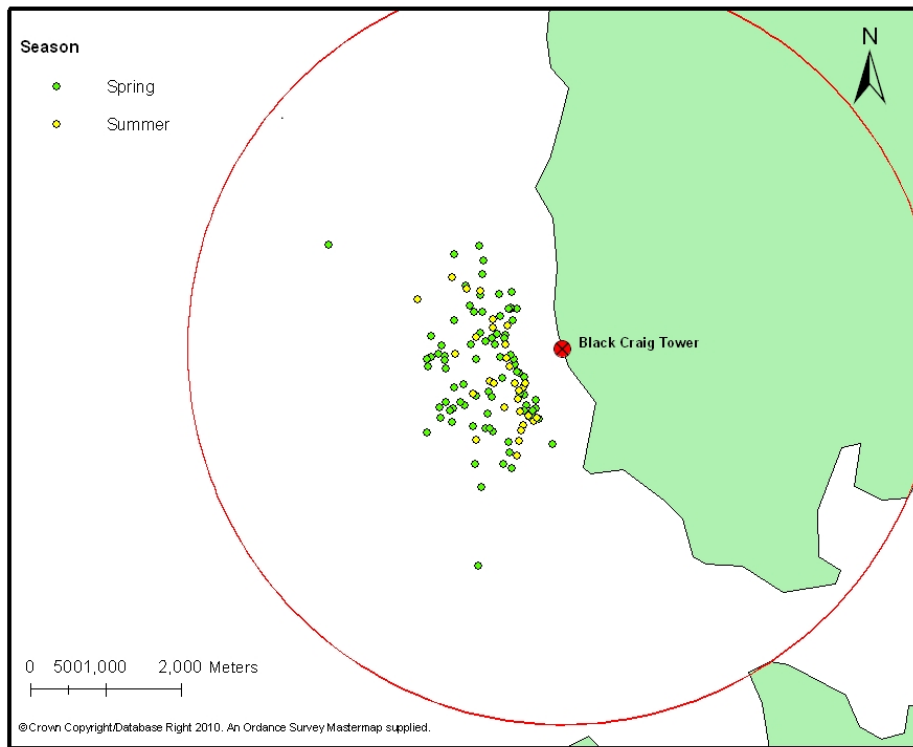 Season
N
Spring
Summer
Black Craig Tower
0 5001,000 2,000 Meters
©Crown Copyright/Database Right 2010. An Ordance Survey Mastermap supplied.